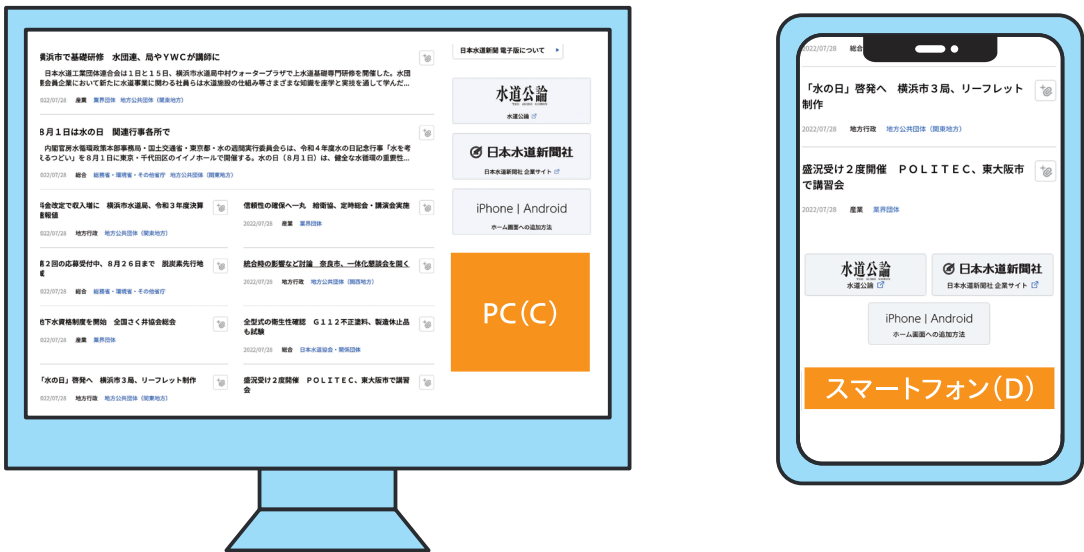 横浜市で基礎研修　水団連、局やＹＷＣが講師に
日本水道工業団体連合会は１日と１５日、横浜市水道局中村ウォータープラザで上水道基礎専門研修を開催した。水団
連会員企業において新たに水道事業に関わる社員らは水道施設の仕組み等さまざまな知識を座学と実技を通して学んだ...
2022/07/28 産業 業界団体 地方公共団体（関東地方）
８月１日は水の日　関連行事各所で
内閣官房水循環政策本部事務局・国土交通省・東京都・水の週間実行委員会らは、令和４年度水の日記念行事「水を考
えるつどい」を８月１日に東京・千代田区のイイノホールで開催する。水の日（８月１日）は、健全な水循環の重要性...
2022/07/28 総合 総務省・環境省・その他省庁 地方公共団体（関東地方）
料金改定で収入増に　横浜市水道局、令和３年度決算
速報値
2022/07/28 地方行政 地方公共団体（関東地方）
信頼性の確保へ一丸　給衛協、定時総会・講演会実施
2022/07/28 産業 業界団体
第２回の応募受付中、８月２６日まで　脱炭素先行地
域
2022/07/28 総合 総務省・環境省・その他省庁
統合時の影響など討論　奈良市、一体化懇談会を開く
2022/07/28 地方行政 地方公共団体（関西地方）
地下水資格制度を開始　全国さく井協会総会
2022/07/28 産業 業界団体
全型式の衛生性確認　Ｇ１１２不正塗料、製造休止品
も試験
2022/07/28 総合 日本水道協会・関係団体
「水の日」啓発へ　横浜市３局、リーフレット制作
2022/07/28 地方行政 地方公共団体（関東地方）
盛況受け２度開催　ＰＯＬＩＴＥＣ、東大阪市で講習
会
日本水道新聞 電子版について
水道公論
水道公論
日本水道新聞社
日本水道新聞社 企業サイト
iPhone | Android
ホーム画面への追加方法
PC（C）
2022/07/28 総合
「水の日」啓発へ　横浜市３局、リーフレット
制作
2022/07/28 地方行政 地方公共団体（関東地方）
盛況受け２度開催　ＰＯＬＩＴＥＣ、東大阪市
で講習会
2022/07/28 産業 業界団体
水道公論
水道公論
日本水道新聞社
日本水道新聞社 企業サイト
iPhone | Android
ホーム画面への追加方法
スマートフォン（D）